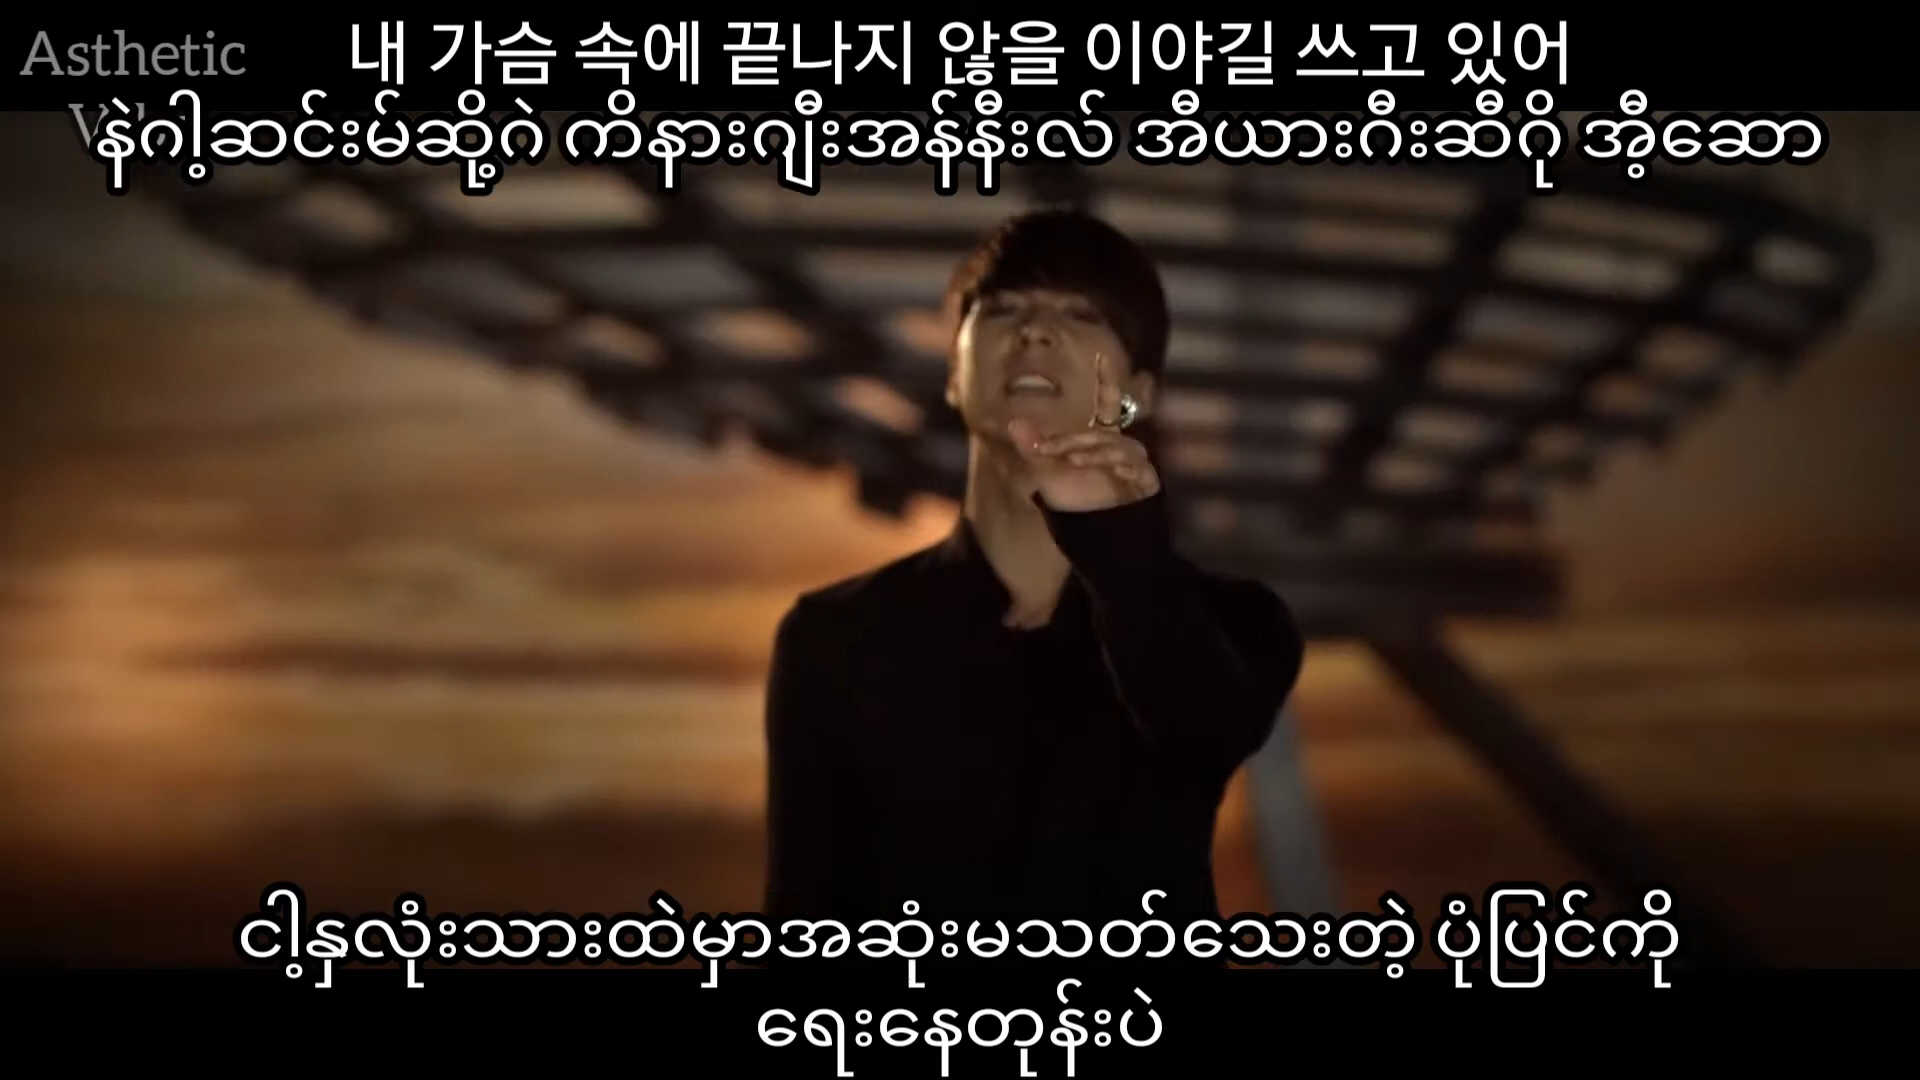 Asthetic
내 가슴 속에 끝나지 않을 이야길 쓰고 있어
နဲဂါ့ဆင်းမ်ဆို့ဂဲ ကိနားဂျီးအန်နီးလ် အီယားဂီးဆီဂို အီ့ဆော
ငါ့နှလုံးသားထဲမှာအဆုံးမသတ်သေးတဲ့ ပုံပြင်ကို
ရေးနေတုန်းပဲ